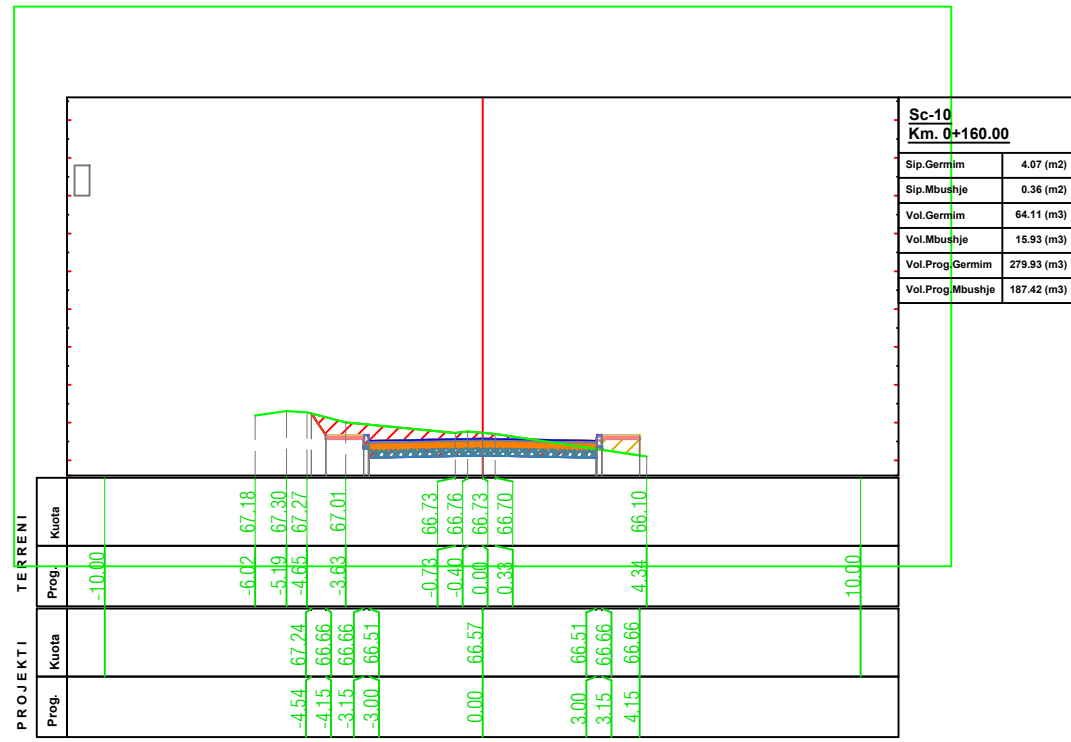 Sc-10
Km. 0+160.00
Sip.Germim 4.07 (m2)
Sip.Mbushje 0.36 (m2)
Vol.Germim 64.11 (m3)
Vol.Mbushje 15.93 (m3)
Vol.Prog.Germim 279.93 (m3)
Vol.Prog.Mbushje 187.42 (m3)
TERRENI
Kuota 67.18 67.30 67.27 67.01 66.73 66.76 66.73 66.70 66.10
Prog. -10.00 -6.02 -5.19 -4.65 -3.63 -0.73 -0.40 0.00 0.33 4.34 10.00
PROJEKTI
Kuota 67.24 66.66 66.66 66.51 66.57 66.51 66.66 66.66
Prog. -4.54 -4.15 -3.15 -3.00 0.00 3.00 3.15 4.15